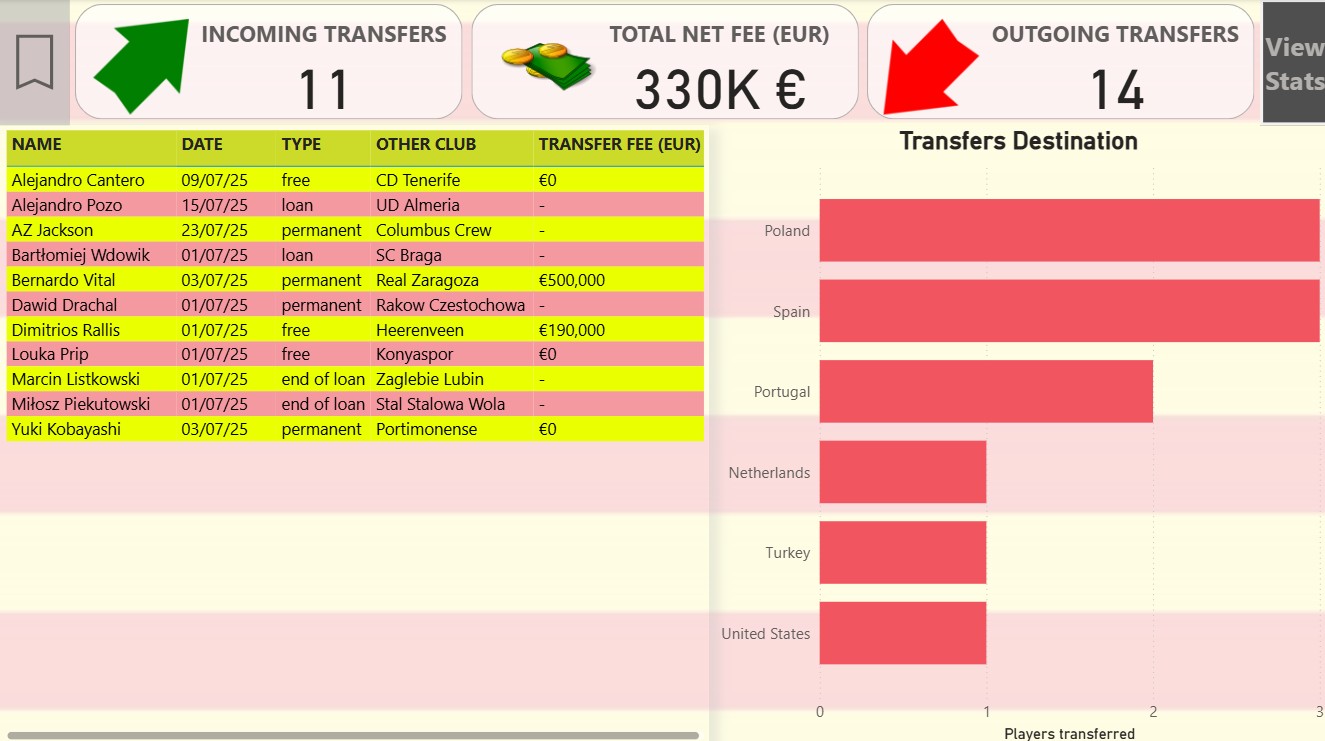 INCOMING TRANSFERS
11
TOTAL NET FEE (EUR)
330K €
OUTGOING TRANSFERS
14
View
Stats
NAME DATE TYPE OTHER CLUB TRANSFER FEE (EUR)
Alejandro Cantero 09/07/25 free CD Tenerife €0
Alejandro Pozo 15/07/25 loan UD Almeria -
AZ Jackson 23/07/25 permanent Columbus Crew -
Bartłomiej Wdowik 01/07/25 loan SC Braga -
Bernardo Vital 03/07/25 permanent Real Zaragoza €500,000
Dawid Drachal 01/07/25 permanent Rakow Czestochowa -
Dimitrios Rallis 01/07/25 free Heerenveen €190,000
Louka Prip 01/07/25 free Konyaspor €0
Marcin Listkowski 01/07/25 end of loan Zaglebie Lubin -
Miłosz Piekutowski 01/07/25 end of loan Stal Stalowa Wola -
Yuki Kobayashi 03/07/25 permanent Portimonense €0
Transfers Destination
Poland
Spain
Portugal
Netherlands
Turkey
United States
0 1 2 3
Players transferred